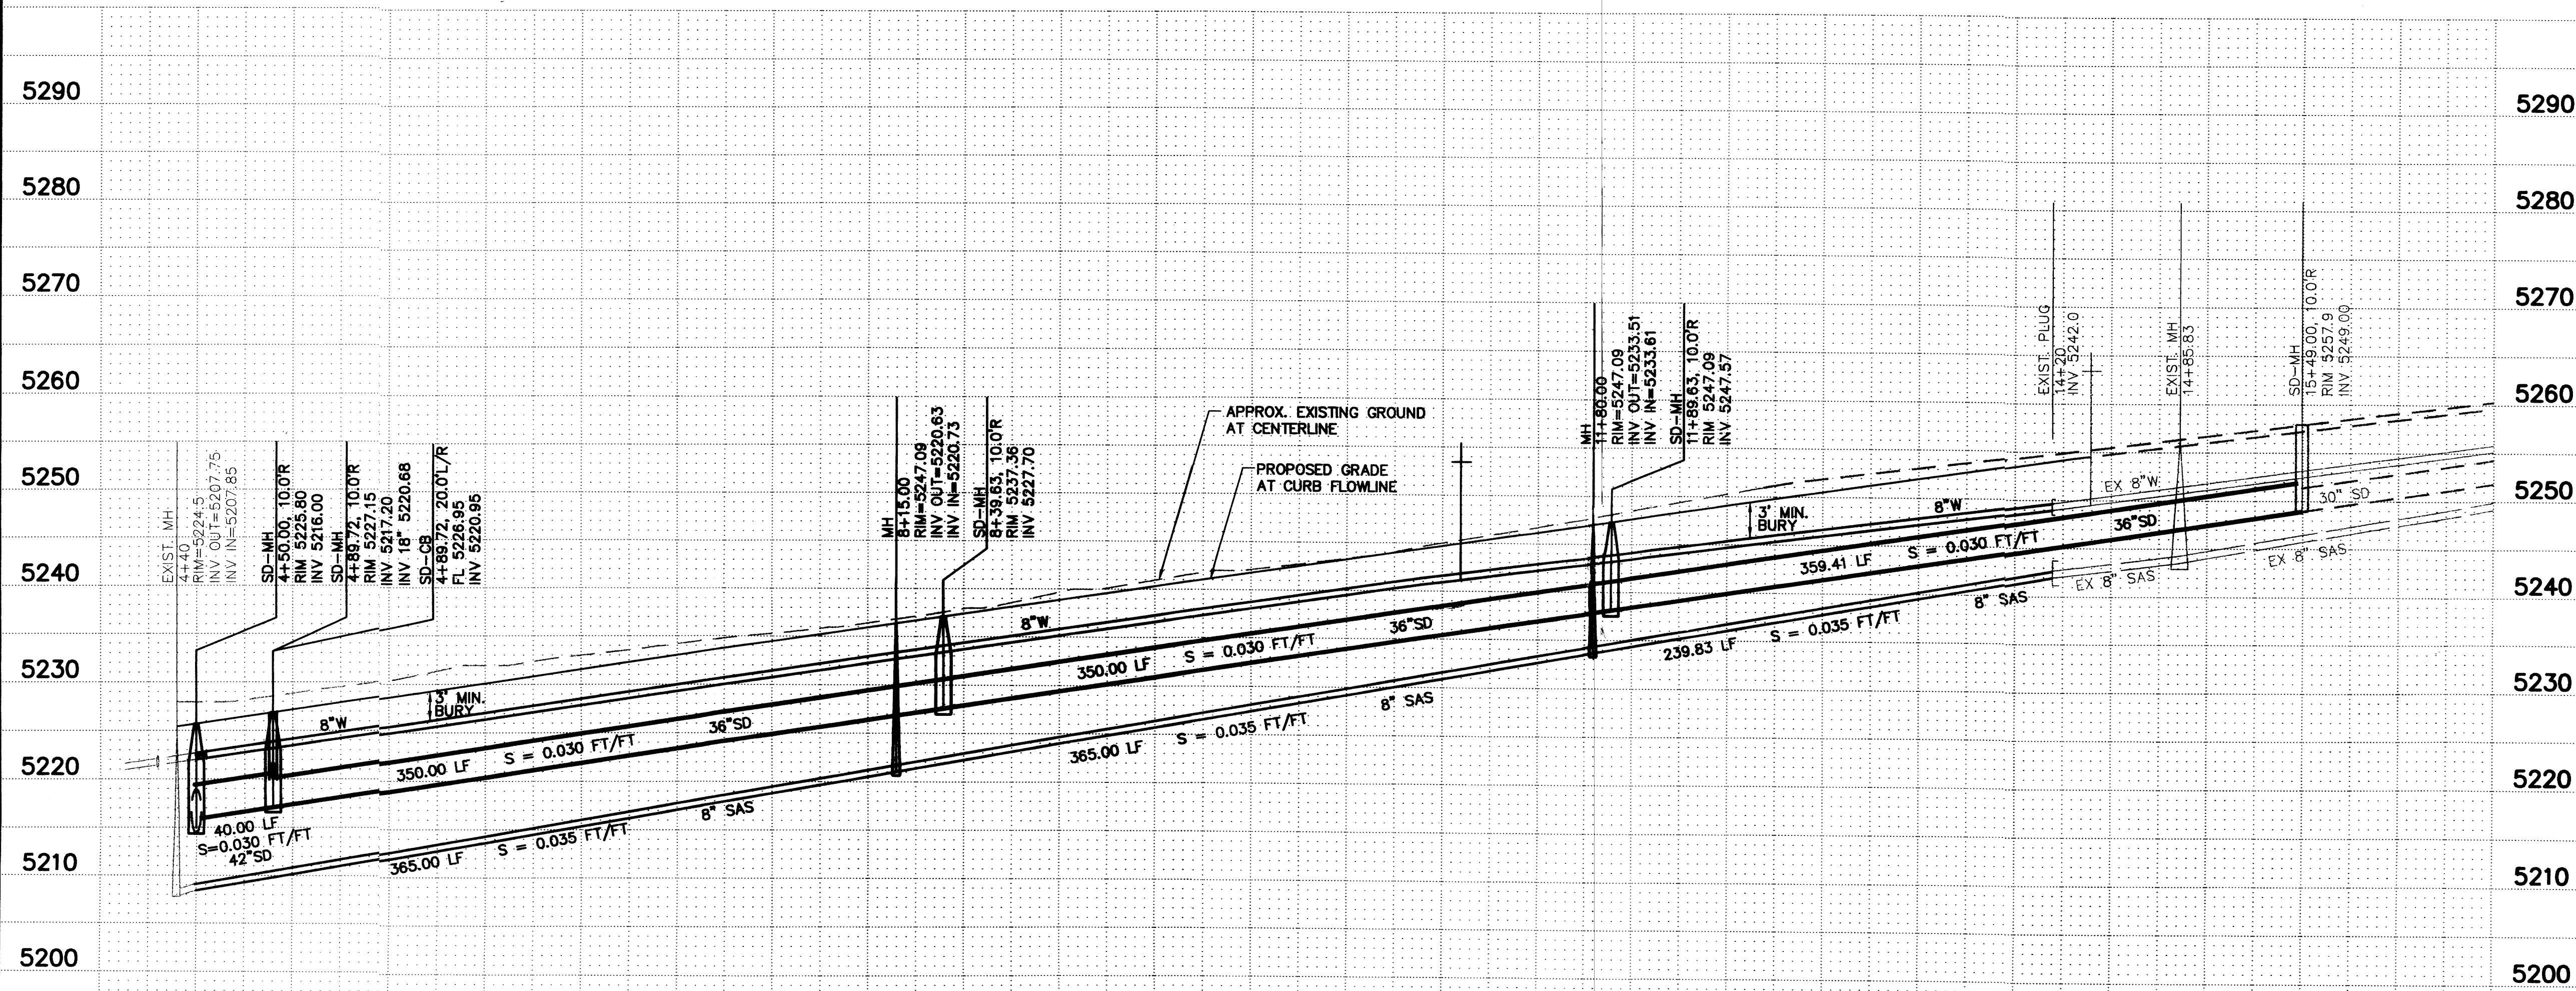 5290
5280
5270
5260
5250
5240
5230
5220
5210
5200
EXIST. MH
4+40
RIM=5224.5
INV OUT=5207.75
INV IN=5207.85
SD-MH
4+50.00, 10.0'R
RIM 5225.80
INV 5216.00
SD-MH
4+89.72, 10.0'R
RIM 5227.15
INV 5217.20
INV 18" 5220.68
SD-CB
4+89.72, 20.0'L/R
FL 5226.95
INV 5220.95
MH
8+15.00
RIM=5247.09
INV OUT=5220.63
INV IN=5220.73
SD-MH
8+39.63, 10.0'R
RIM 5237.36
INV 5227.70
APPROX. EXISTING GROUND
AT CENTERLINE
PROPOSED GRADE
AT CURB FLOWLINE
MH
11+80.00
RIM=5247.09
INV OUT=5233.51
INV IN=5233.61
SD-MH
11+89.63, 10.0'R
RIM 5247.09
INV 5247.57
EXIST. PLUG
14+20
INV 5242.0
EXIST. MH
14+85.83
SD-MH
15+49.00, 10.0'R
RIM 5257.9
INV 5249.00
8"W
3' MIN.
BURY
36"SD
350.00 LF
S = 0.030 FT/FT
40.00 LF
S=0.030 FT/FT
42"SD
8" SAS
365.00 LF
S = 0.035 FT/FT
8"W
36"SD
350.00 LF
S = 0.030 FT/FT
8" SAS
365.00 LF
S = 0.035 FT/FT
3' MIN.
BURY
8"W
EX 8"W
36"SD
359.41 LF
S = 0.030 FT/FT
30" SD
239.83 LF
S = 0.035 FT/FT
8" SAS
EX 8" SAS
EX 8" SAS
5290
5280
5270
5260
5250
5240
5230
5220
5210
5200